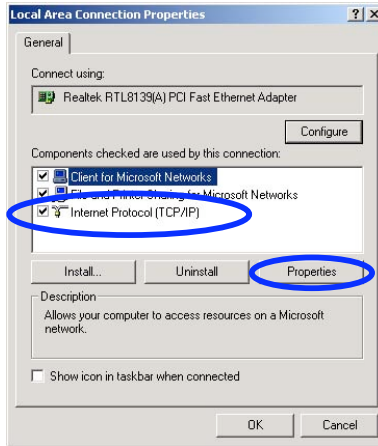 Local Area Connection Properties
General
Connect using:
Realtek RTL8139(A) PCI Fast Ethernet Adapter
Configure
Components checked are used by this connection:
Client for Microsoft Networks
File and Printer Sharing for Microsoft Networks
Internet Protocol (TCP/IP)
Install... Uninstall Properties
Description
Allows your computer to access resources on a Microsoft
network.
Show icon in taskbar when connected
OK Cancel